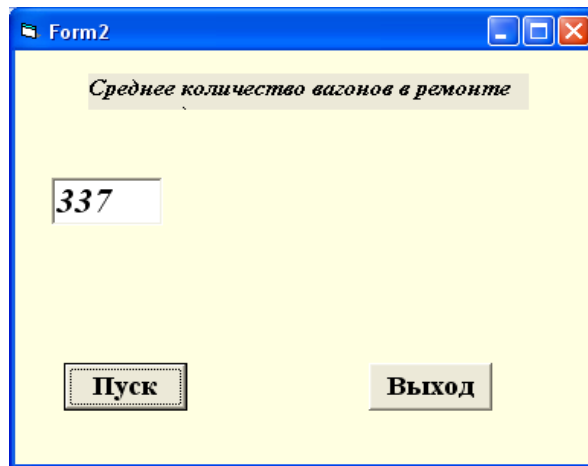 Form2
Среднее количество вагонов в ремонте
337
Пуск
Выход